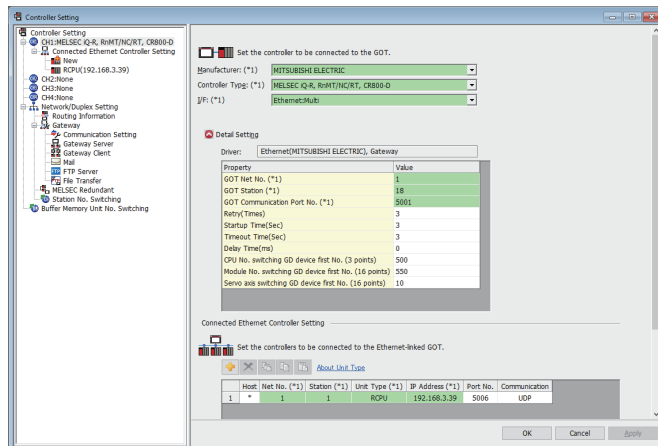 Controller Setting
Controller Setting
CH1:MELSEC iQ-R, RnMT/NC/RT, CR800-D
Connected Ethernet Controller Setting
New
RCPU(192.168.3.39)
CH2:None
CH3:None
CH4:None
Network/Duplex Setting
Routing Information
Gateway
Communication Setting
Gateway Server
Gateway Client
Mail
FTP Server
File Transfer
MELSEC Redundant
Station No. Switching
Buffer Memory Unit No. Switching
Set the controller to be connected to the GOT.
Manufacturer: (*1) MITSUBISHI ELECTRIC
Controller Type: (*1) MELSEC iQ-R, RnMT/NC/RT, CR800-D
I/F: (*1) Ethernet:Multi
Detail Setting
Driver: Ethernet(MITSUBISHI ELECTRIC), Gateway
Property Value
GOT Net No. (*1) 1
GOT Station (*1) 18
GOT Communication Port No. (*1) 5001
Retry(Times) 3
Startup Time(Sec) 3
Timeout Time(Sec) 3
Delay Time(ms) 0
CPU No. switching GD device first No. (3 points) 500
Module No. switching GD device first No. (16 points) 550
Servo axis switching GD device first No. (16 points) 10
Connected Ethernet Controller Setting
Set the controllers to be connected to the Ethernet-linked GOT.
About Unit Type
Host Net No. (*1) Station (*1) Unit Type (*1) IP Address (*1) Port No. Communication
1 * 1 1 RCPU 192.168.3.39 5006 UDP
OK Cancel Apply